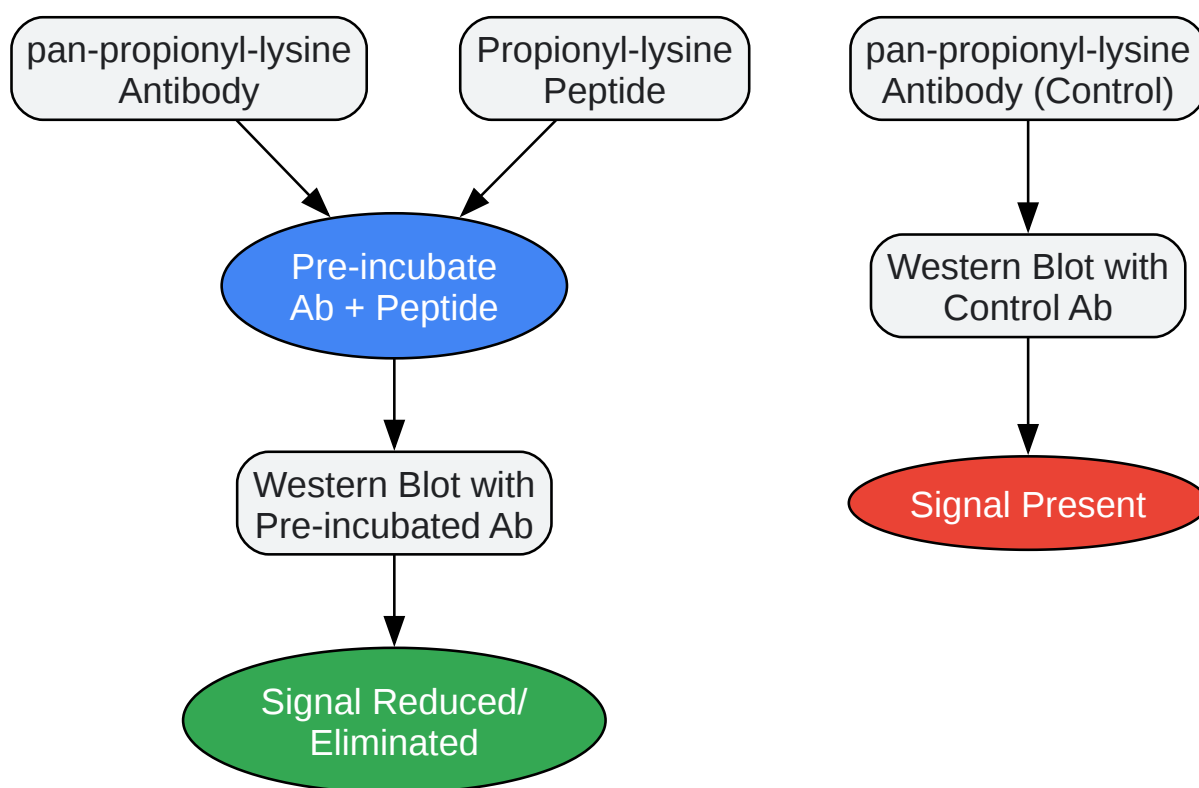 pan-propionyl-lysine
Antibody
Propionyl-lysine
Peptide
pan-propionyl-lysine
Antibody (Control)
Pre-incubate
Ab + Peptide
Western Blot with
Control Ab
Western Blot with
Pre-incubated Ab
Signal Present
Signal Reduced/
Eliminated